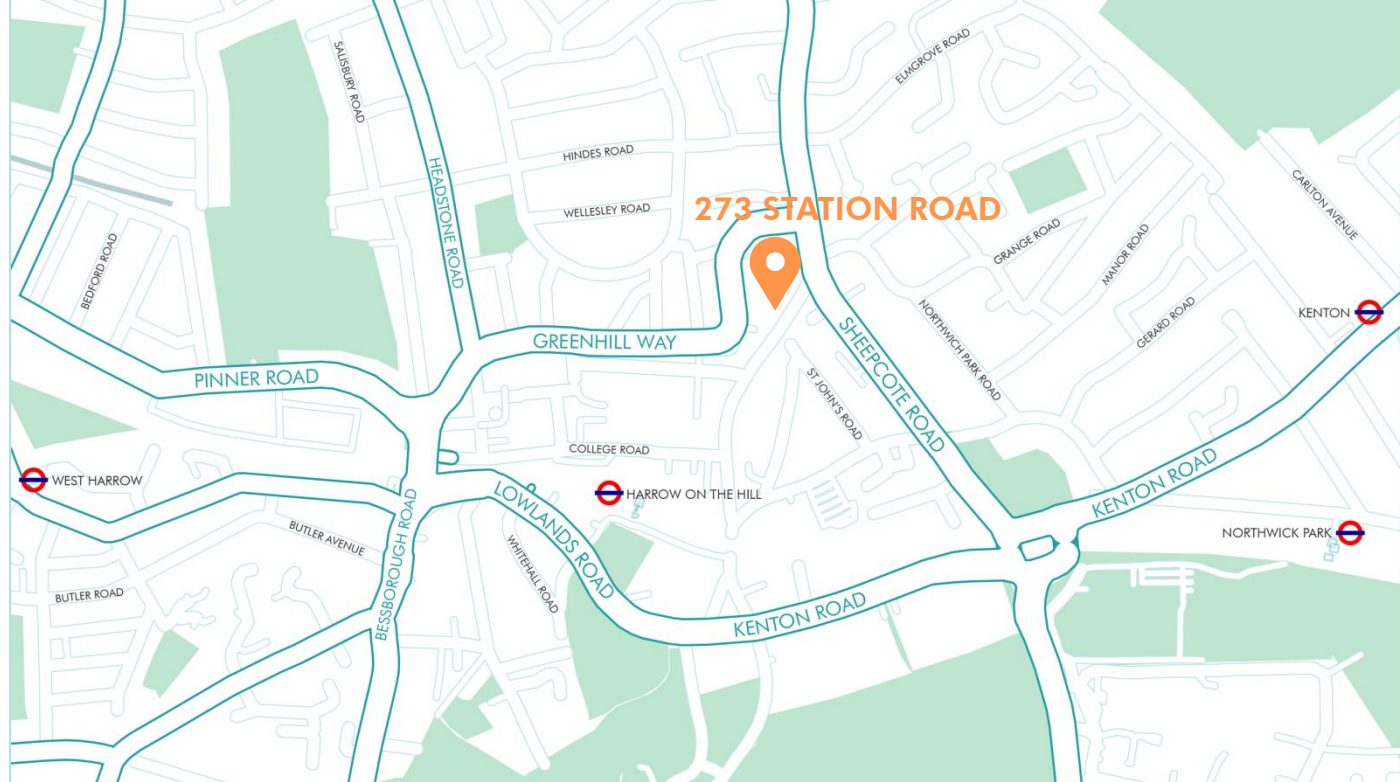 ELMGROVE ROAD
SALISBURY ROAD
HINDES ROAD
HEADSTONE ROAD
CARLTON AVENUE
WELLESLEY ROAD
273 STATION ROAD
GRANGE ROAD
MANOR ROAD
BEDFORD ROAD
KENTON
GERARD ROAD
NORTHWICH PARK ROAD
SHEEPCOTE ROAD
GREENHILL WAY
PINNER ROAD
ST JOHN'S ROAD
COLLEGE ROAD
WEST HARROW
HARROW ON THE HILL
KENTON ROAD
LOWLANDS ROAD
BUTLER AVENUE
BESSBOROUGH ROAD
NORTHWICK PARK
WHITEHALL ROAD
BUTLER ROAD
KENTON ROAD